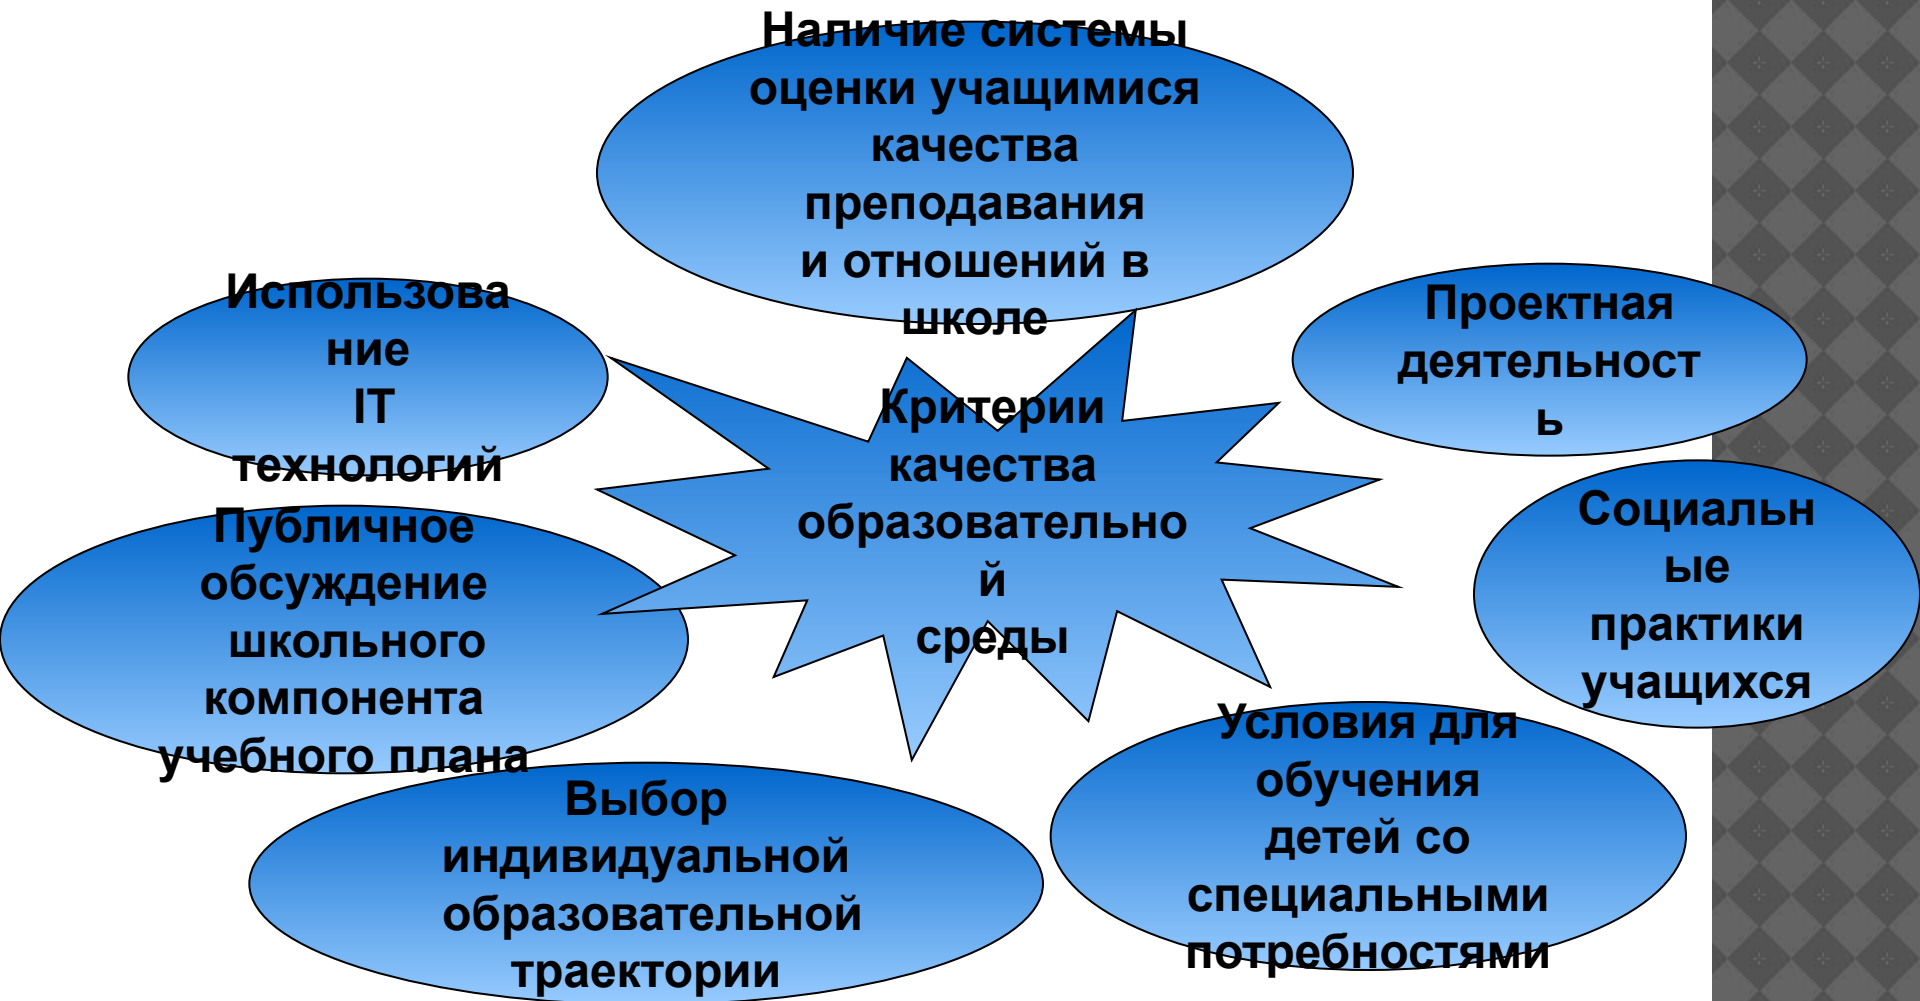 Наличие системы
оценки учащимися
качества
преподавания
и отношений в
школе
Использова
ние
IT
технологий
Проектная
деятельност
ь
Критерии
качества
образовательно
й
среды
Социальн
ые
практики
учащихся
Публичное
обсуждение
школьного
компонента
учебного плана
Условия для
обучения
детей со
специальными
потребностями
Выбор
индивидуальной
образовательной
траектории